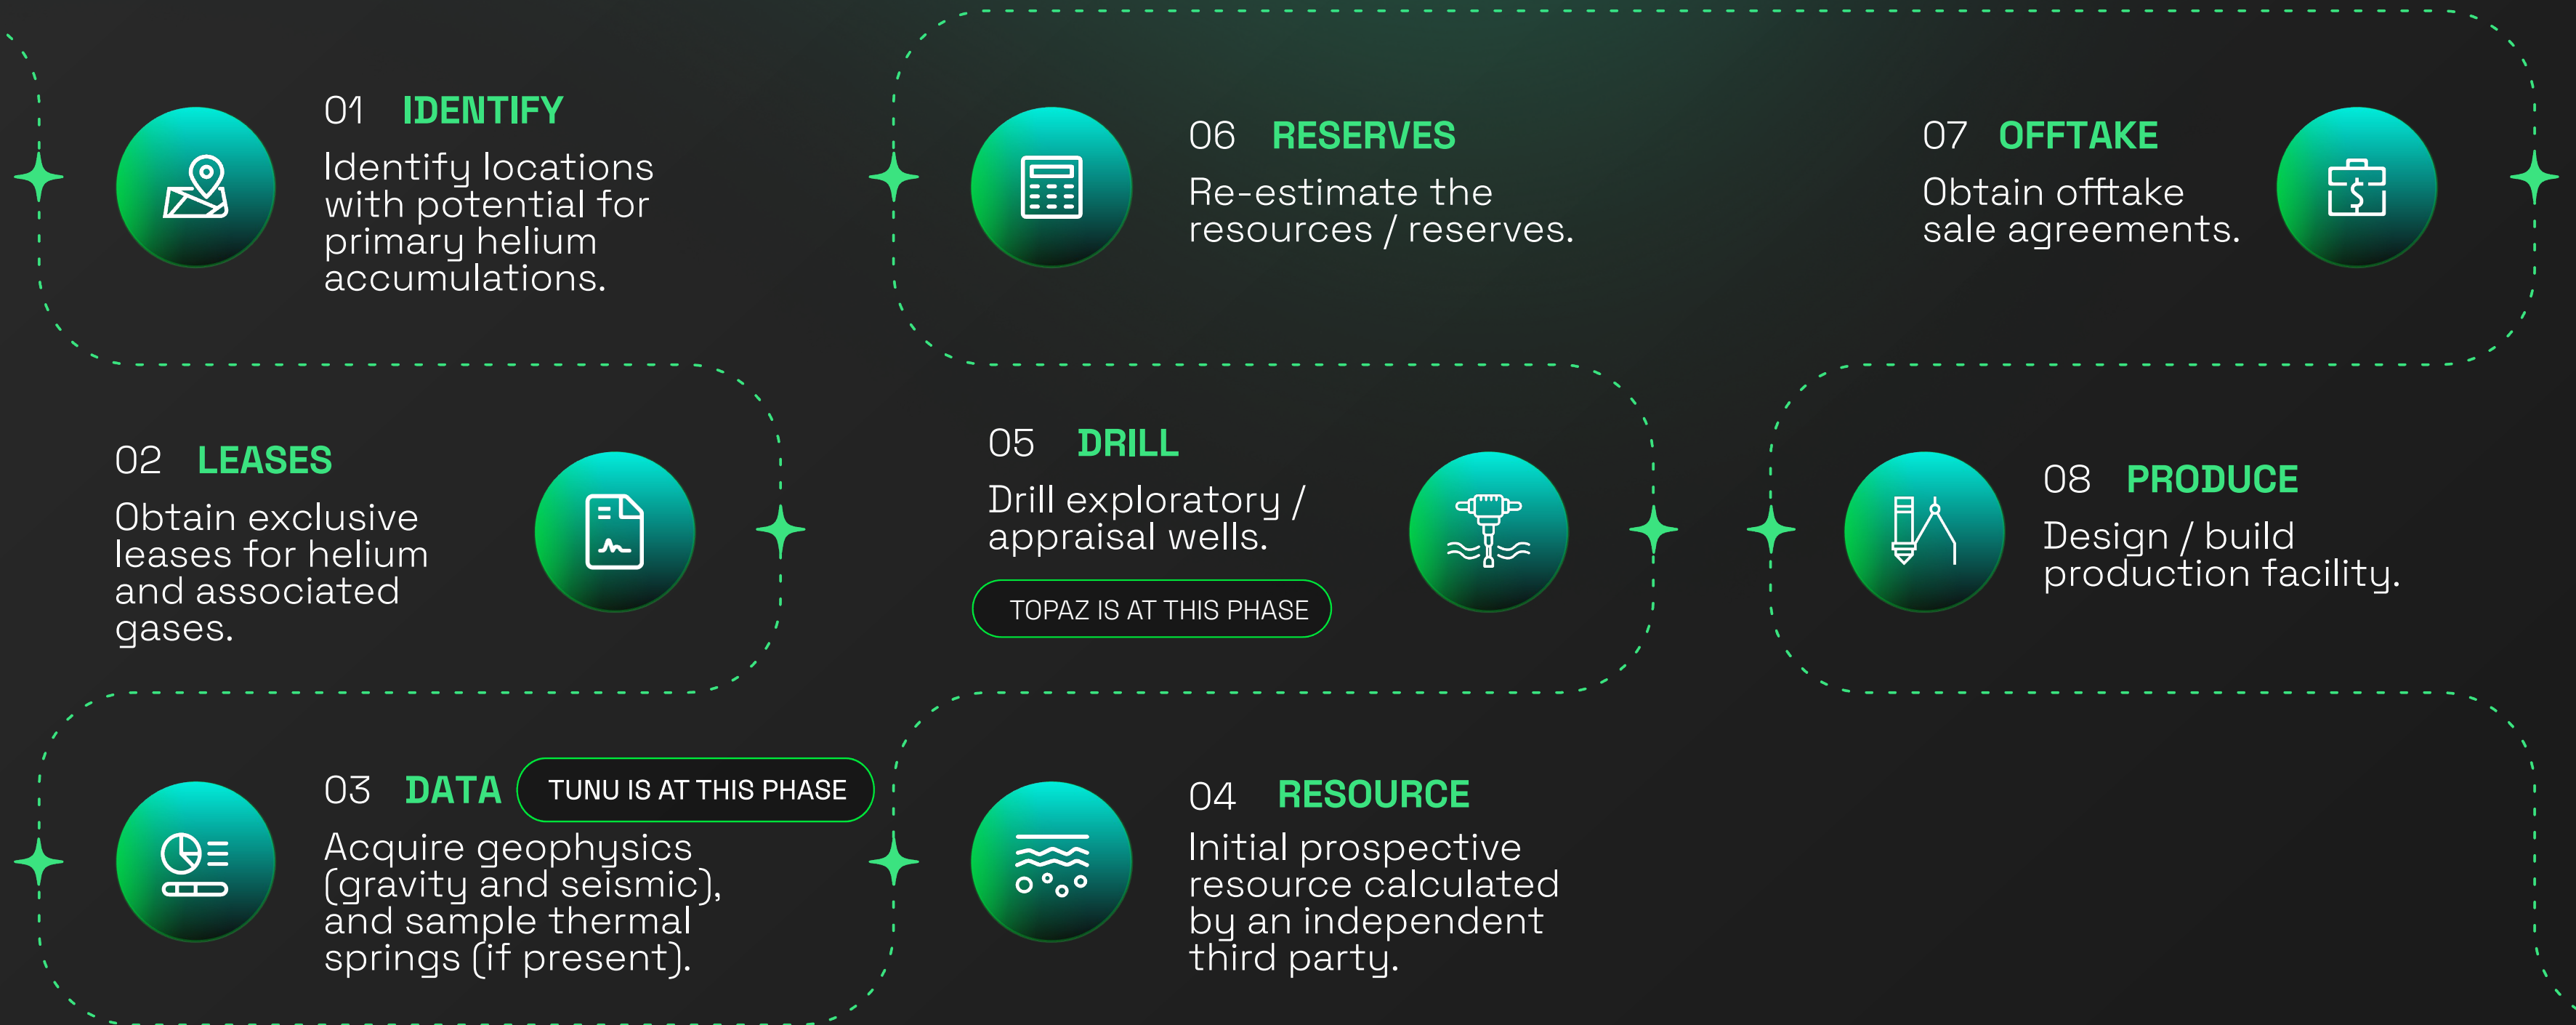 01 IDENTIFY
Identify locations
with potential for
primary helium
accumulations.
02 LEASES
Obtain exclusive
leases for helium
and associated
gases.
03 DATA TUNU IS AT THIS PHASE
Acquire geophysics
(gravity and seismic),
and sample thermal
springs (if present).
04 RESOURCE
Initial prospective
resource calculated
by an independent
third party.
05 DRILL
Drill exploratory /
appraisal wells.
TOPAZ IS AT THIS PHASE
06 RESERVES
Re-estimate the
resources / reserves.
07 OFFTAKE
Obtain offtake
sale agreements.
08 PRODUCE
Design / build
production facility.